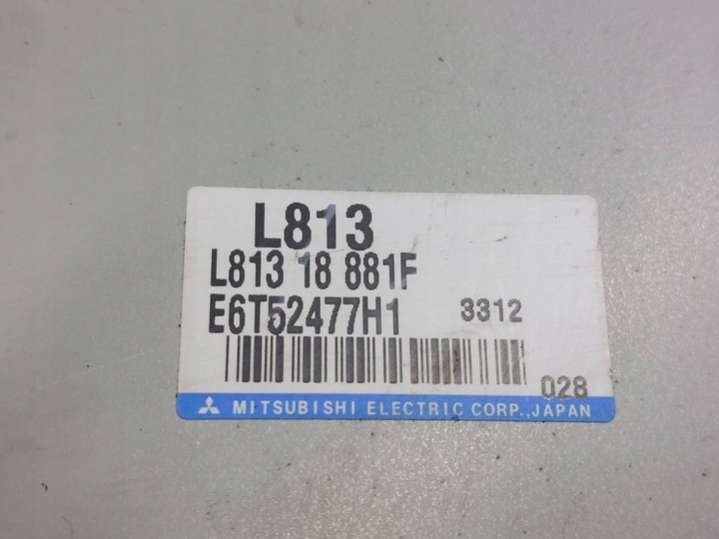 L813
L813 18 881F
E6T52477H1 3312
028
MITSUBISHI ELECTRIC CORP., JAPAN